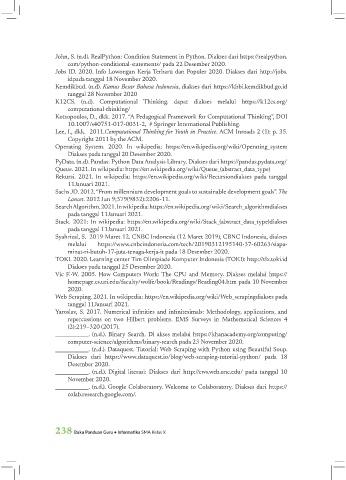 John, S. (n.d). RealPython: Condition Statement in Python. Diakses dari https://realpython.
com/python-conditional-statements/ pada 22 Desember 2020.
Jobs ID. 2020. Info Lowongan Kerja Terbaru dan Populer 2020. Diakses dari http://jobs.
idpada tanggal 18 November 2020.
Kemdikbud. (n.d). Kamus Besar Bahasa Indonesia, diakses dari https://kbbi.kemdikbud.go.id
tanggal 28 November 2020
K12CS. (n.d). Computational Thinking, dapat diakses melalui https://k12cs.org/
computational-thinking/
Kotsopoulos, D., dkk. 2017. "A Pedagogical Framework for Computational Thinking", DOI
10.1007/s40751-017-0031-2, # Springer International Publishing
Lee, I., dkk. 2011.Computational Thinking for Youth in Practice. ACM Inroads 2 (1): p. 35.
Copyright 2011 by the ACM.
Operating System. 2020. In wikipedia; https://en.wikipedia.org/wiki/Operating_system
Diakses pada tanggal 20 Desember 2020.
PyData. (n.d). Pandas: Python Data Analysis Library. Diakses dari https://pandas.pydata.org/
Queue. 2021. In wikipedia: https://en.wikipedia.org/wiki/Queue_(abstract_data_type)
Rekursi. 2021. In wikipedia: https://en.wikipedia.org/wiki/Recursiondiakses pada tanggal
11Januari 2021.
Sachs JD. 2012, "From millennium development goals to sustainable development goals". The
Lancet. 2012 Jun 9;379(9832):2206-11.
Search Algorithm, 2021. In wikipedia: https://en.wikipedia.org/wiki/Search_algorithmdiakses
pada tanggal 11Januari 2021.
Stack. 2021: In wikipedia: https://en.wikipedia.org/wiki/Stack_(abstract_data_type)diakses
pada tanggal 11Januari 2021.
Syahrizal, S. 2019 Maret 12, CNBC Indonesia (12 Maret 2019), CBNC Indonesia, diakses
melalui https://www.cnbcindonesia.com/tech/20190312195140-37-60263/siapa-
minat-ri-butuh-17-juta-tenaga-kerja-it pada 18 Desember 2020.
TOKI. 2020. Learning center Tim Olimpiade Komputer Indonesia (TOKI): http://tlx.toki.id
Diakses pada tanggal 25 Desember 2020.
Vic F-W. 2005. How Computers Work: The CPU and Memory. Diakses melalui https://
homepage.cs.uri.edu/faculty/wolfe/book/Readings/Reading04.htm pada 10 November
2020.
Web Scraping. 2021. In wikipedia: https://en.wikipedia.org/wiki/Web_scrapingdiakses pada
tanggal 11Januari 2021.
Yaroslav, S. 2017. Numerical infinities and infinitesimals: Methodology, applications, and
repercussions on two Hilbert problems. EMS Surveys in Mathematical Sciences 4
(2):219–320 (2017).
__________. (n.d.). Binary Search. Di akses melalui https://khanacademy.org/computing/
computer-science/algorithms/binary-search pada 23 November 2020.
__________. (n.d.). Dataquest. Tutorial: Web Scraping with Python using Beautiful Soup.
Diakses dari https://www.dataquest.io/blog/web-scraping-tutorial-python/ pada 18
Desember 2020.
__________. (n.d.). Digital literasi: Diakses dari http://cws.web.unc.edu/ pada tanggal 10
November 2020.
__________. (n.d.). Google Colaboratory. Welcome to Colaboratory. Diakses dari https://
colab.research.google.com/.
238 Buku Panduan Guru • Informatika SMA Kelas X